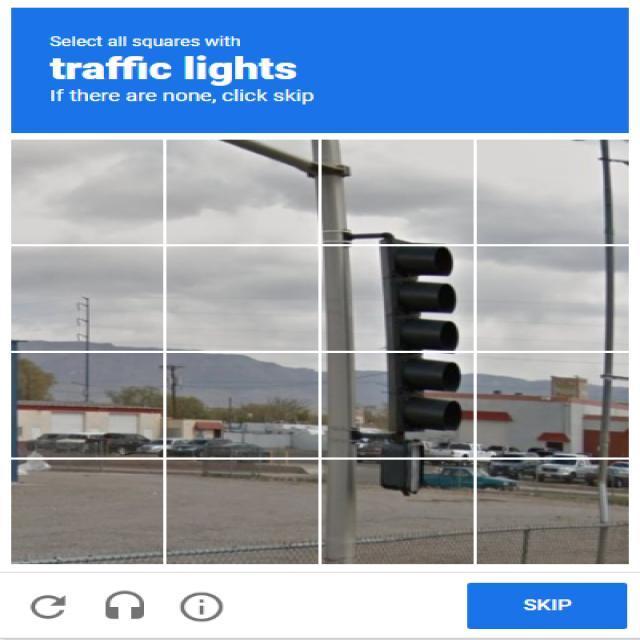 Select all squares with
traffic lights
If there are none, click skip
SKIP